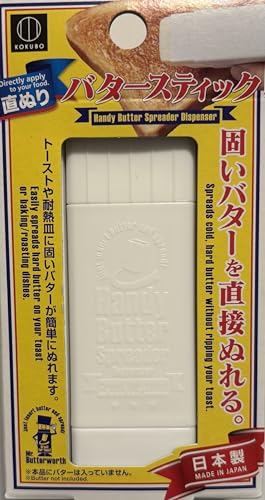 KOKUBO
Directly apply
to your food.
直ぬり
バタースティック
Handy Butter Spreader Dispenser
固いバターを直接ぬれる。
Spreads cold, hard butter without ripping your toast.
トーストや耐熱皿に固いバターが簡単にぬれます。
Easily spreads hard butter on your toast
or baking/roasting dishes.
Handy
Butter
Spreader
Just insert butter and spread!
Mr.
Butterworth
※本品にバターは入っていません。
※Butter not included.
日本製
MADE IN JAPAN